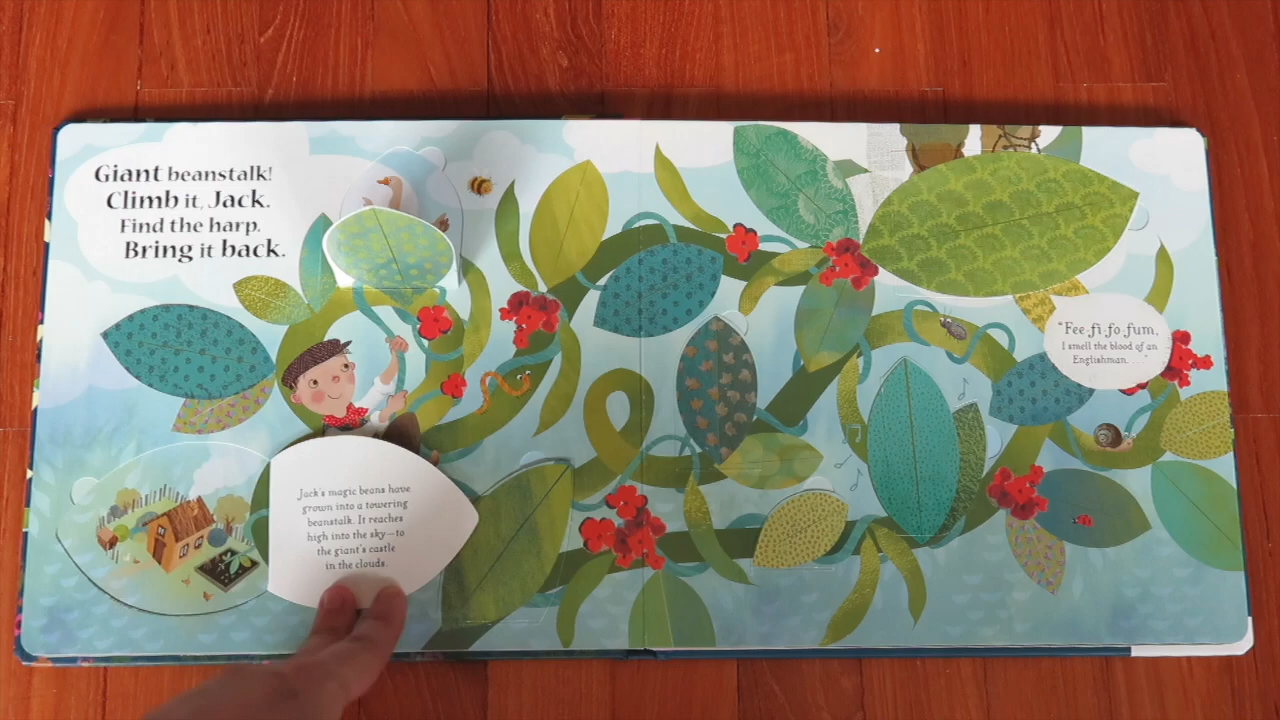 Giant beanstalk!
Climb it, Jack.
Find the harp.
Bring it back.
Jack's magic beans have
grown into a towering
beanstalk. It reaches
high into the sky—to
the giant's castle
in the clouds.
"Fee-fi-fo-fum,
I smell the blood of an
Englishman. . . ."